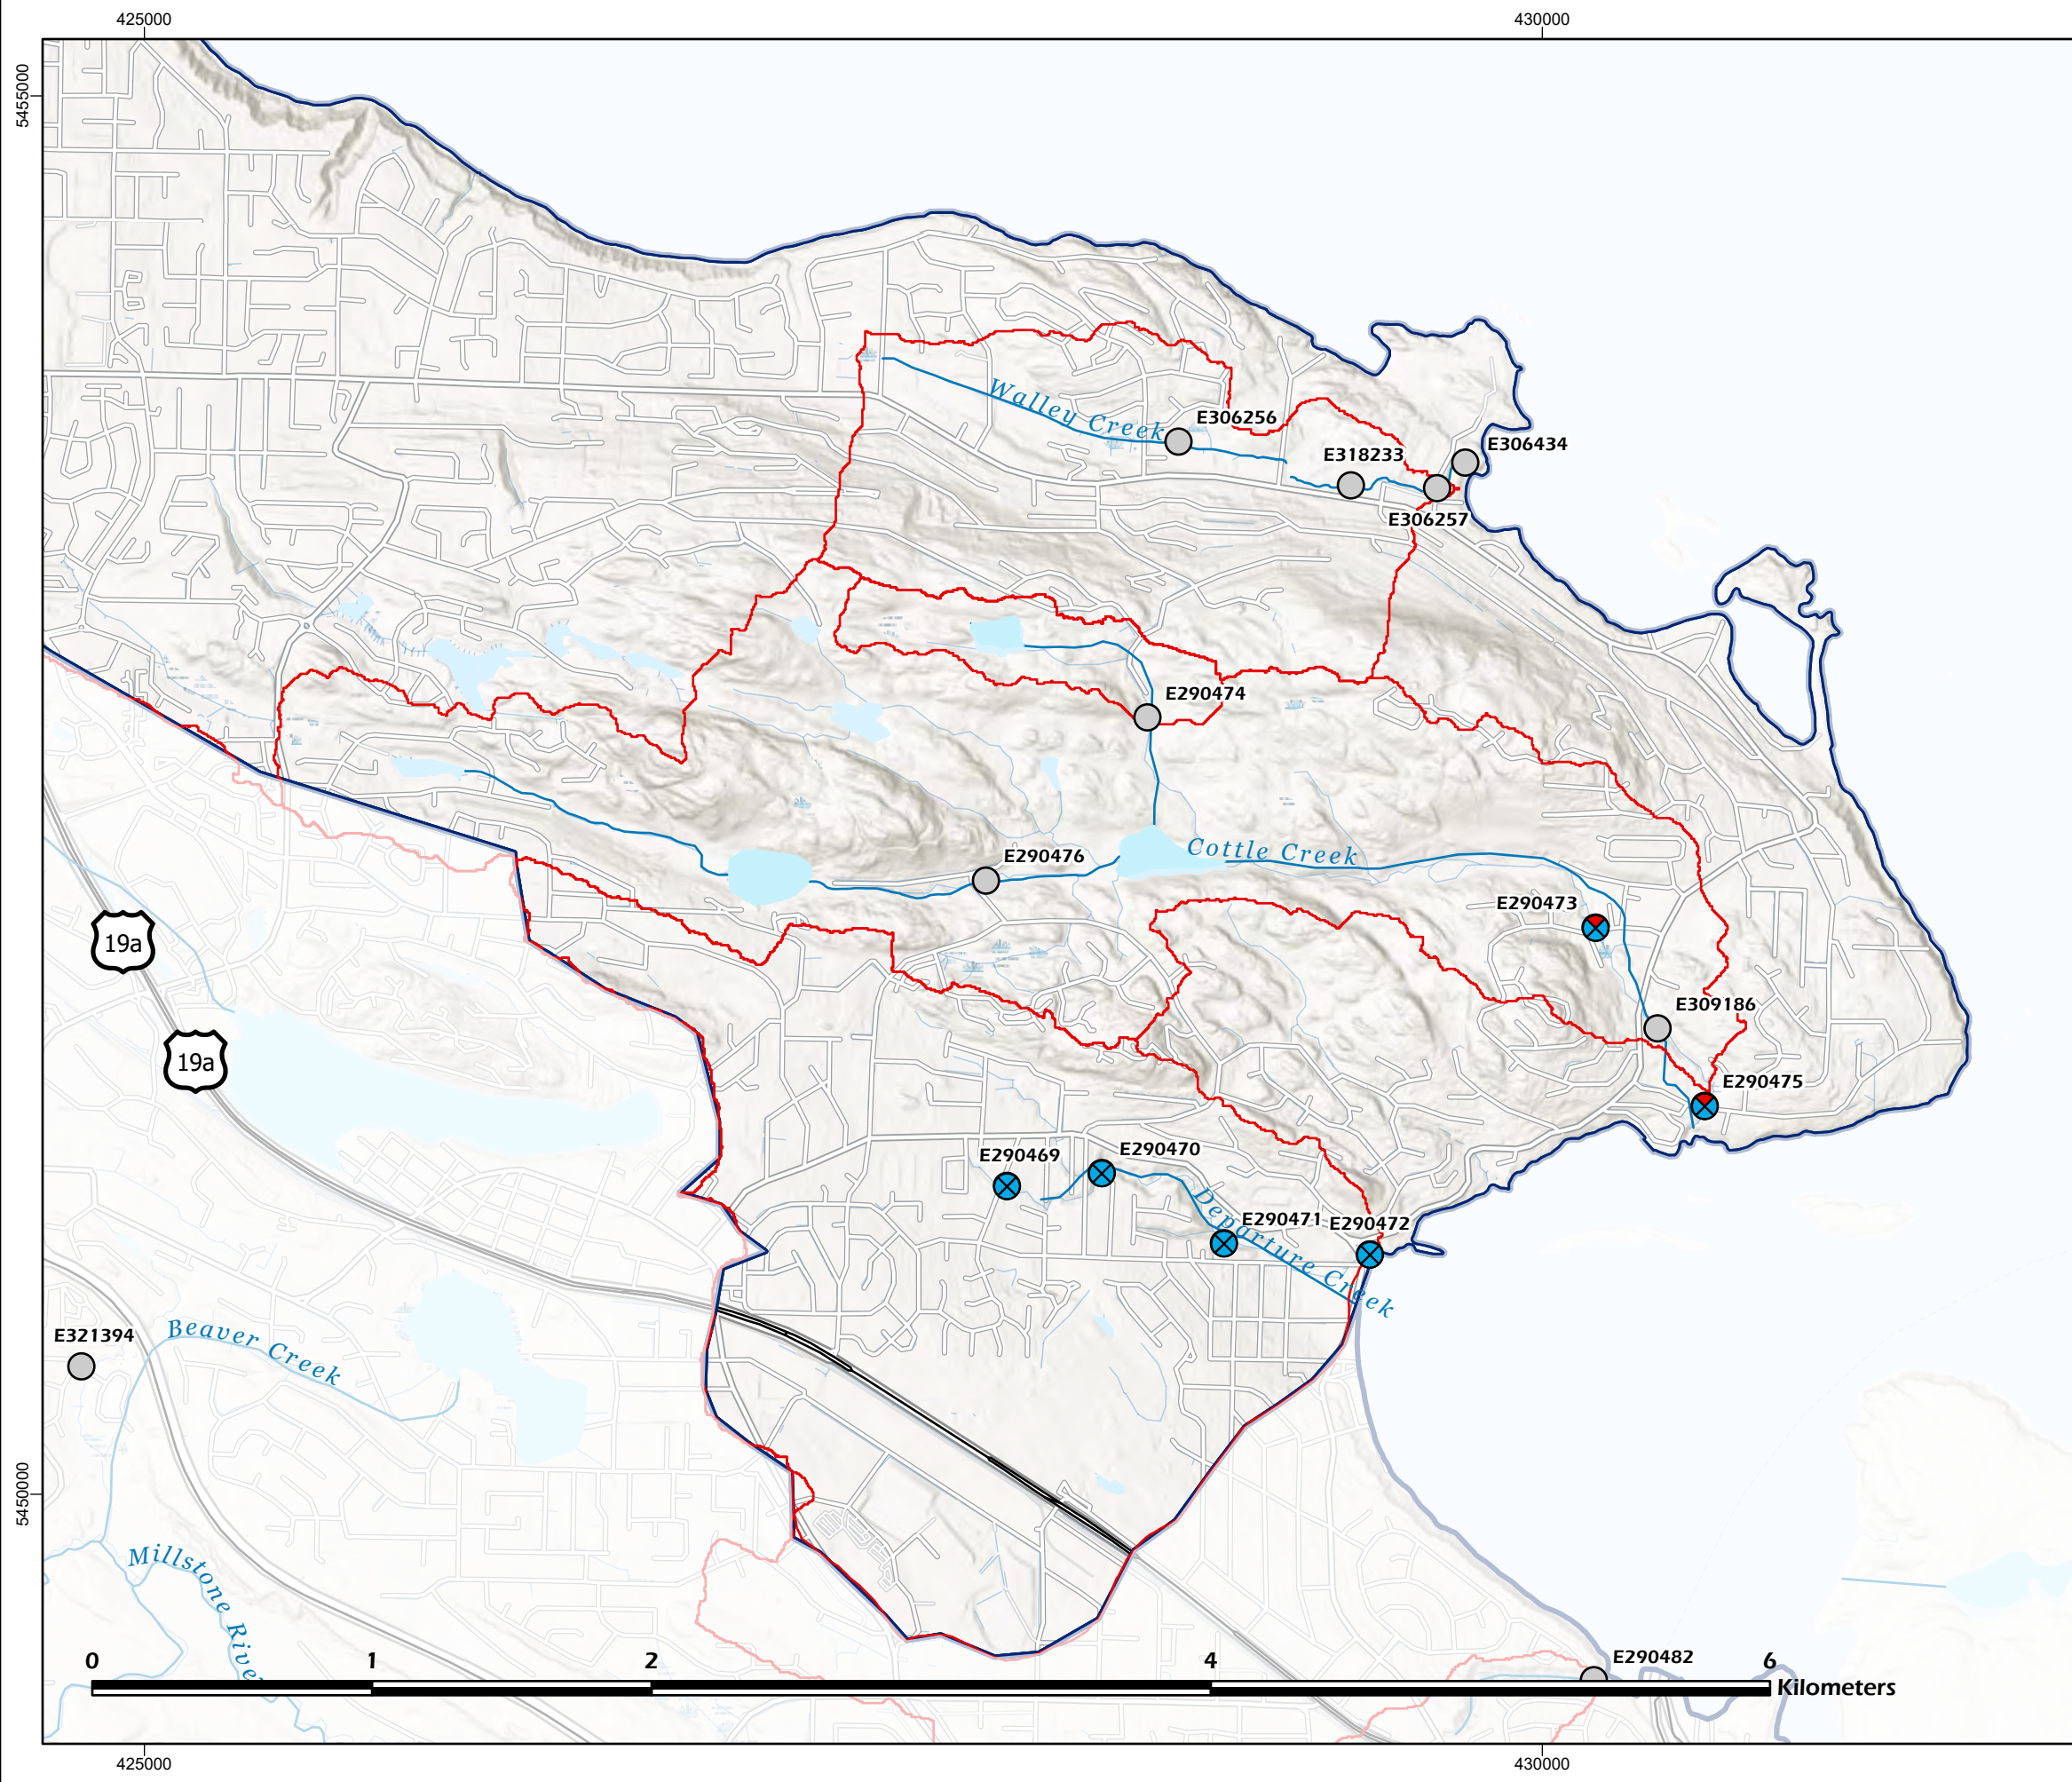 425000
430000
5455000
Walley Creek
E306256
E306434
E318233
E306257
E290474
Cottle Creek
E290476
E290473
19a
E309186
19a
E290475
E290470
E290469
Departure Creek
E290471
E290472
Beaver Creek
E321394
5450000
Millstone River
E290482
0
1
2
4
6
Kilometers
425000
430000